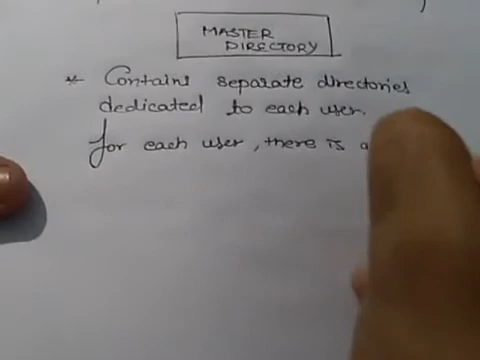 MASTER
DIRECTORY
* Contains separate directories
dedicated to each user.
For each user, there is a